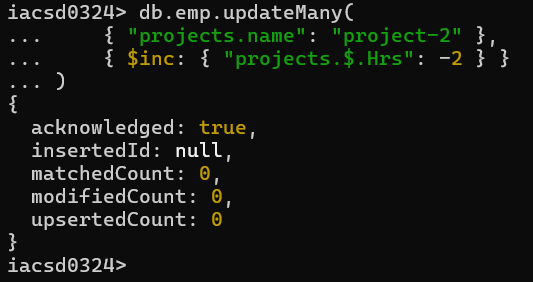 iacsd0324> db.emp.updateMany(
...     { "projects.name": "project-2" },
...     { $inc: { "projects.$.Hrs": -2 } }
... )
{
  acknowledged: true,
  insertedId: null,
  matchedCount: 0,
  modifiedCount: 0,
  upsertedCount: 0
}
iacsd0324>